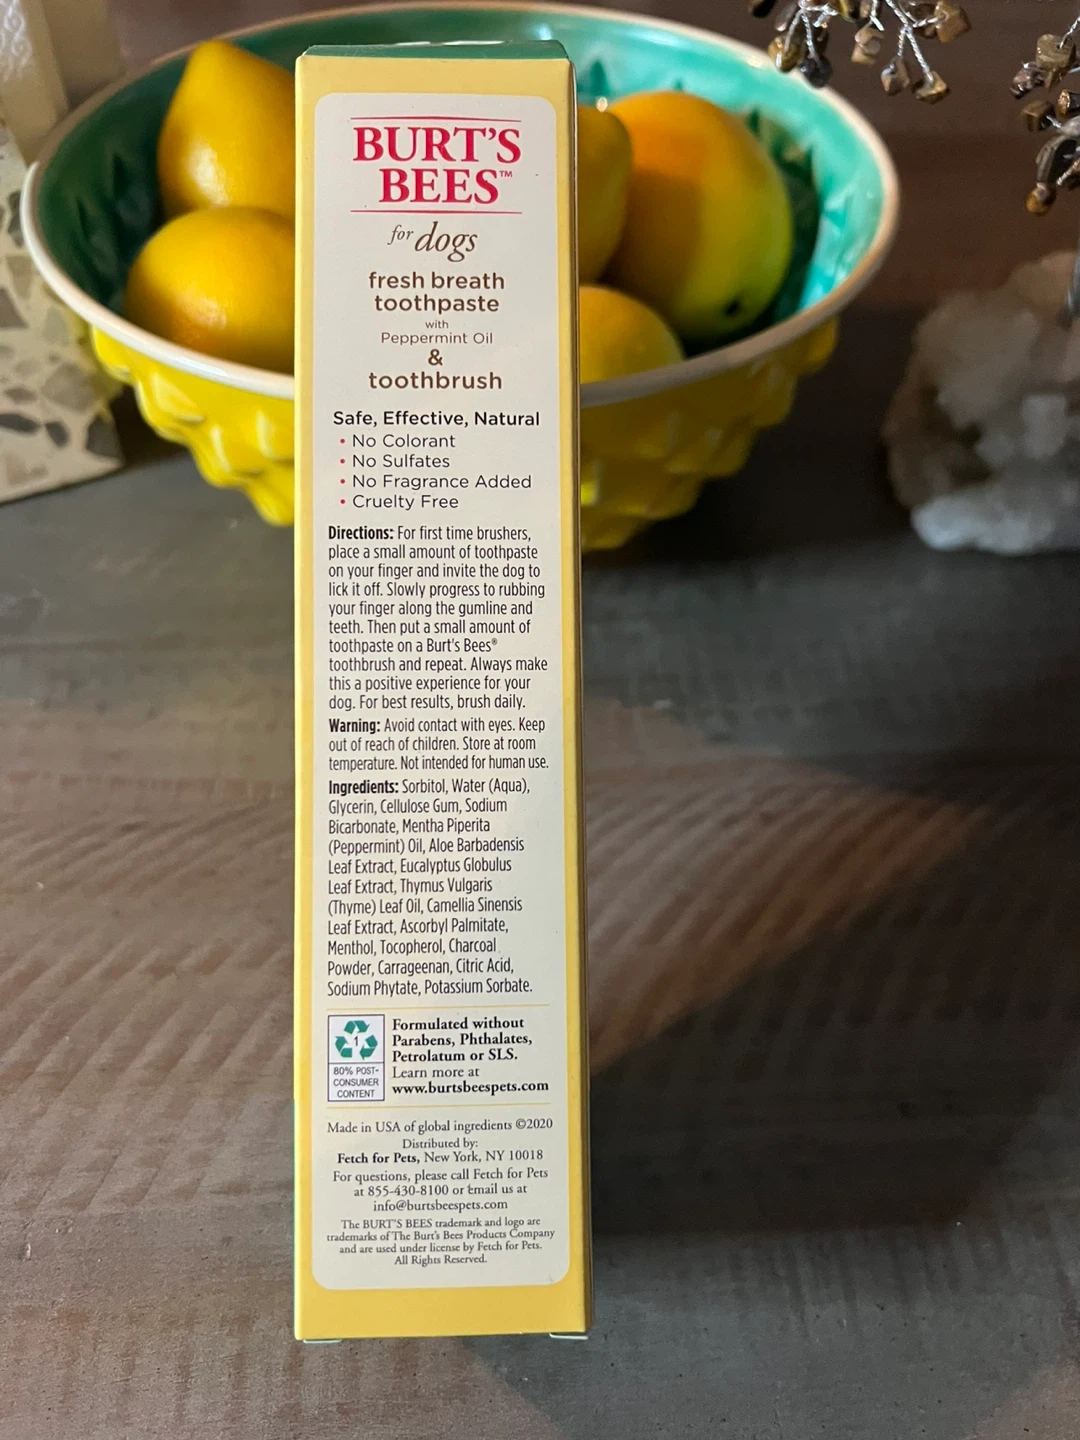 BURT'S
BEES™
for dogs
fresh breath
toothpaste
with
Peppermint Oil
&
toothbrush
Safe, Effective, Natural
• No Colorant
• No Sulfates
• No Fragrance Added
• Cruelty Free
Directions: For first time brushers,
place a small amount of toothpaste
on your finger and invite the dog to
lick it off. Slowly progress to rubbing
your finger along the gumline and
teeth. Then put a small amount of
toothpaste on a Burt's Bees®
toothbrush and repeat. Always make
this a positive experience for your
dog. For best results, brush daily.
Warning: Avoid contact with eyes. Keep
out of reach of children. Store at room
temperature. Not intended for human use.
Ingredients: Sorbitol, Water (Aqua),
Glycerin, Cellulose Gum, Sodium
Bicarbonate, Mentha Piperita
(Peppermint) Oil, Aloe Barbadensis
Leaf Extract, Eucalyptus Globulus
Leaf Extract, Thymus Vulgaris
(Thyme) Leaf Oil, Camellia Sinensis
Leaf Extract, Ascorbyl Palmitate,
Menthol, Tocopherol, Charcoal
Powder, Carrageenan, Citric Acid,
Sodium Phytate, Potassium Sorbate.
1
80% POST-
CONSUMER
CONTENT
Formulated without
Parabens, Phthalates,
Petrolatum or SLS.
Learn more at
www.burtsbeespets.com
Made in USA of global ingredients ©2020
Distributed by:
Fetch for Pets, New York, NY 10018
For questions, please call Fetch for Pets
at 855-430-8100 or email us at
info@burtsbeespets.com
The BURT'S BEES trademark and logo are
trademarks of The Burt's Bees Products Company
and are used under license by Fetch for Pets.
All Rights Reserved.